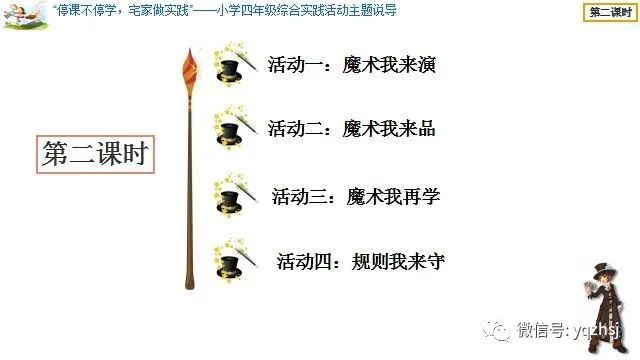 “停课不停学，宅家做实践”——小学四年级综合实践活动主题说导
第二课时
活动一：魔术我来演
活动二：魔术我来品
第二课时
活动三：魔术我再学
活动四：规则我来守
微信号: yqzhsj